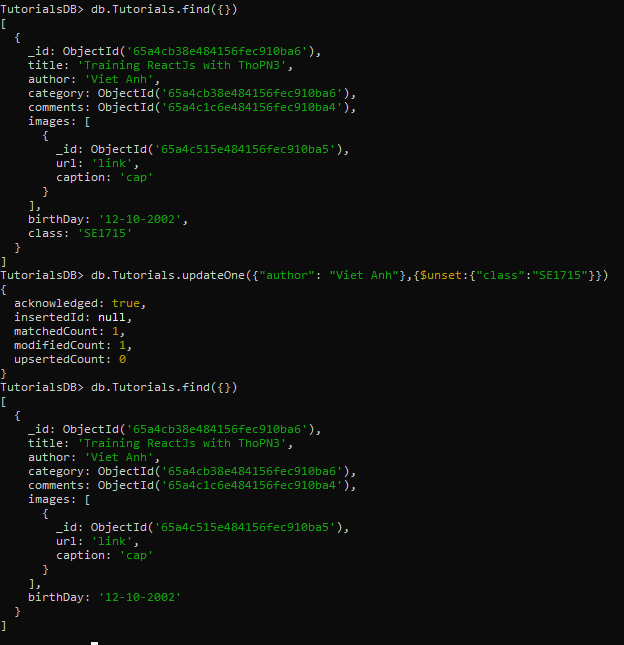 TutorialsDB> db.Tutorials.find({})
[
  {
    _id: ObjectId('65a4cb38e484156fec910ba6'),
    title: 'Training ReactJs with ThoPN3',
    author: 'Viet Anh',
    category: ObjectId('65a4cb38e484156fec910ba6'),
    comments: ObjectId('65a4c1c6e484156fec910ba4'),
    images: [
      {
        _id: ObjectId('65a4c515e484156fec910ba5'),
        url: 'link',
        caption: 'cap'
      }
    ],
    birthDay: '12-10-2002',
    class: 'SE1715'
  }
]
TutorialsDB> db.Tutorials.updateOne({"author": "Viet Anh"},{$unset:{"class":"SE1715"}})
{
  acknowledged: true,
  insertedId: null,
  matchedCount: 1,
  modifiedCount: 1,
  upsertedCount: 0
}
TutorialsDB> db.Tutorials.find({})
[
  {
    _id: ObjectId('65a4cb38e484156fec910ba6'),
    title: 'Training ReactJs with ThoPN3',
    author: 'Viet Anh',
    category: ObjectId('65a4cb38e484156fec910ba6'),
    comments: ObjectId('65a4c1c6e484156fec910ba4'),
    images: [
      {
        _id: ObjectId('65a4c515e484156fec910ba5'),
        url: 'link',
        caption: 'cap'
      }
    ],
    birthDay: '12-10-2002'
  }
]